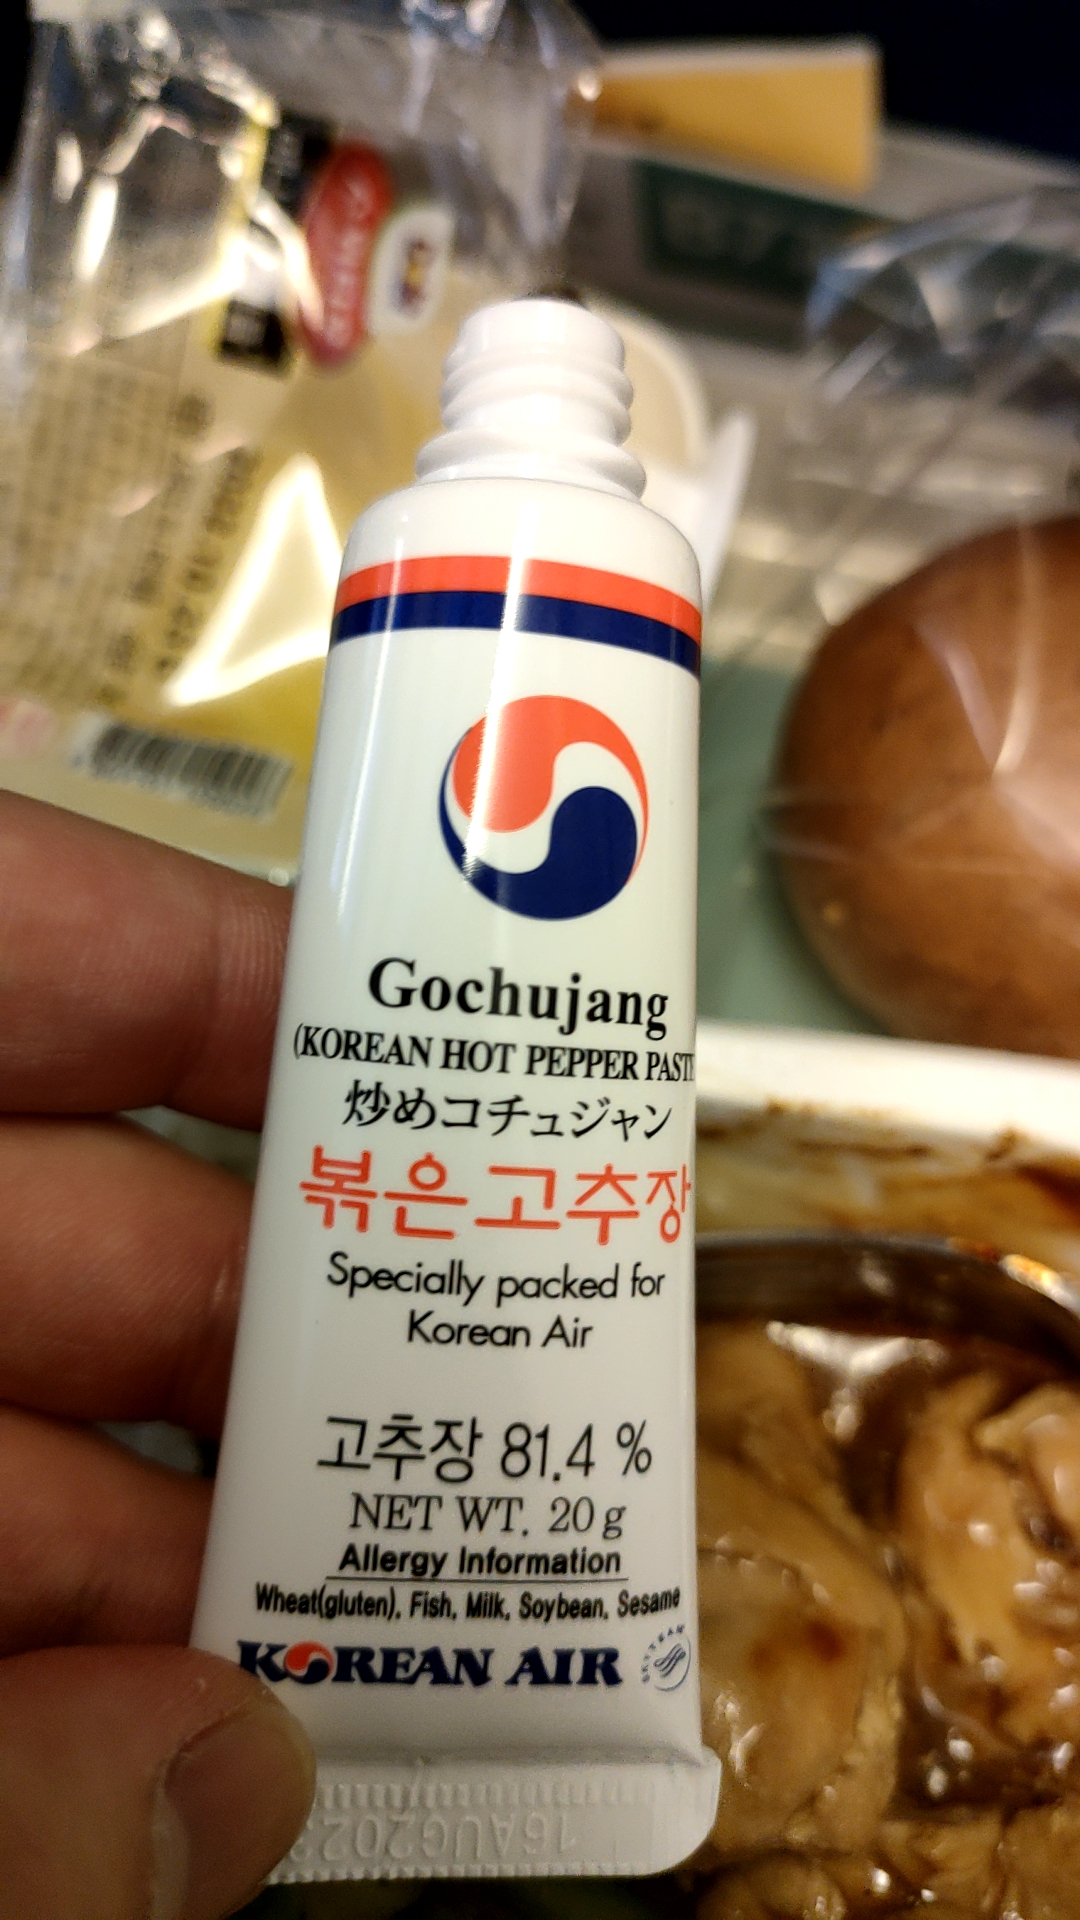 Gochujang
(KOREAN HOT PEPPER PAST
炒めコチュジャン
볶은고추장
Specially packed for
Korean Air
고추장 81.4 %
NET WT. 20 g
Allergy Information
Wheat(gluten), Fish, Milk, Soybean, Sesame
KOREAN AIR
SKYTEAM